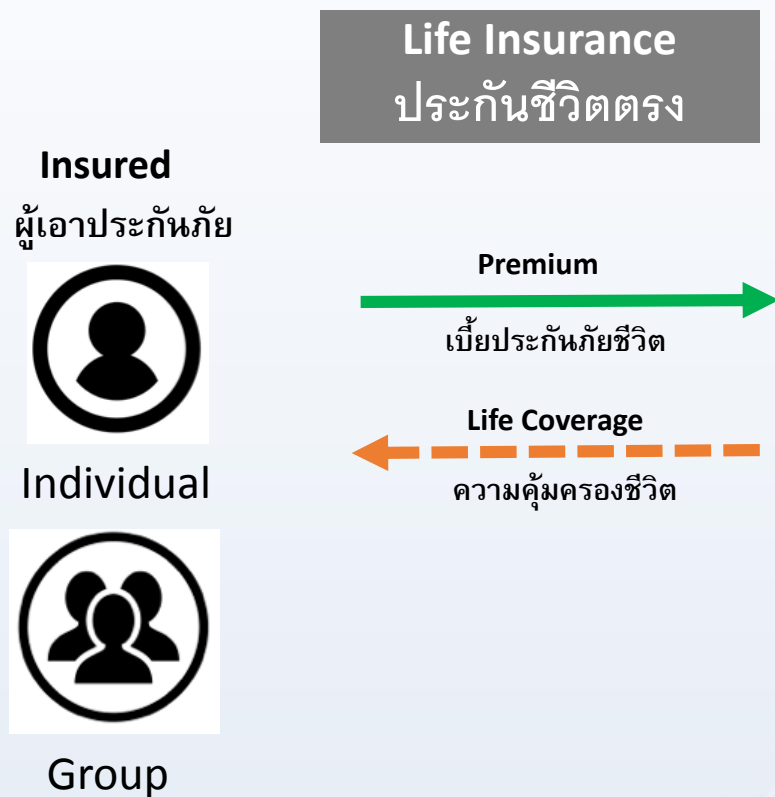 Life Insurance
ประกันชีวิตตรง
Insured
ผู้เอาประกันภัย
Premium
เบี้ยประกันภัยชีวิต
Life Coverage
ความคุ้มครองชีวิต
Individual
Group